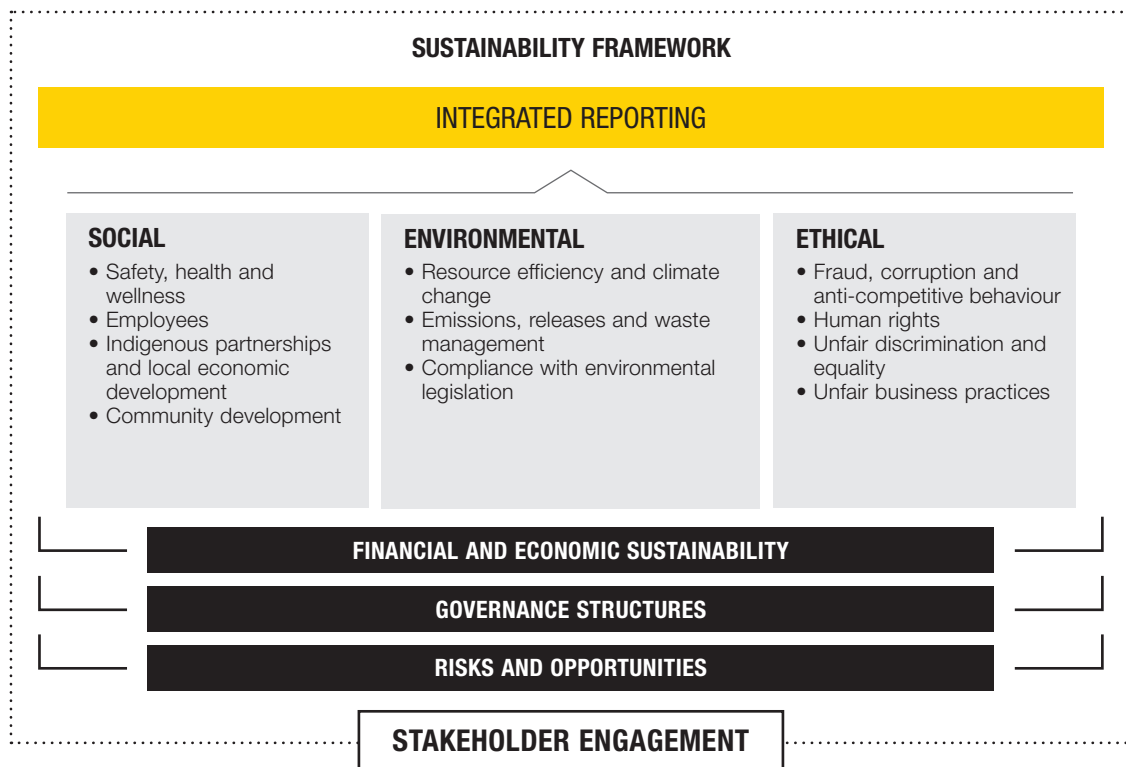 SUSTAINABILITY FRAMEWORK
INTEGRATED REPORTING
SOCIAL
• Safety, health and
wellness
• Employees
• Indigenous partnerships
and local economic
development
• Community development
ENVIRONMENTAL
• Resource efficiency and climate
change
• Emissions, releases and waste
management
• Compliance with environmental
legislation
ETHICAL
• Fraud, corruption and
anti-competitive behaviour
• Human rights
• Unfair discrimination and
equality
• Unfair business practices
FINANCIAL AND ECONOMIC SUSTAINABILITY
GOVERNANCE STRUCTURES
RISKS AND OPPORTUNITIES
STAKEHOLDER ENGAGEMENT